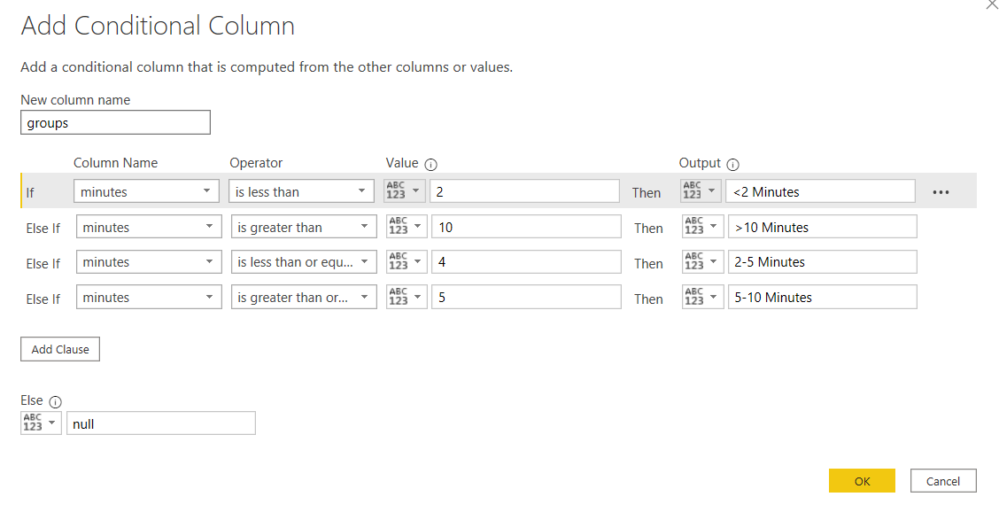 Add Conditional Column
Add a conditional column that is computed from the other columns or values.
New column name
groups
Column Name Operator Value Output
If minutes is less than ABC 123 2 Then ABC 123 <2 Minutes ...
Else If minutes is greater than ABC 123 10 Then ABC 123 >10 Minutes
Else If minutes is less than or equ... ABC 123 4 Then ABC 123 2-5 Minutes
Else If minutes is greater than or... ABC 123 5 Then ABC 123 5-10 Minutes
Add Clause
Else
ABC 123 null
OK Cancel